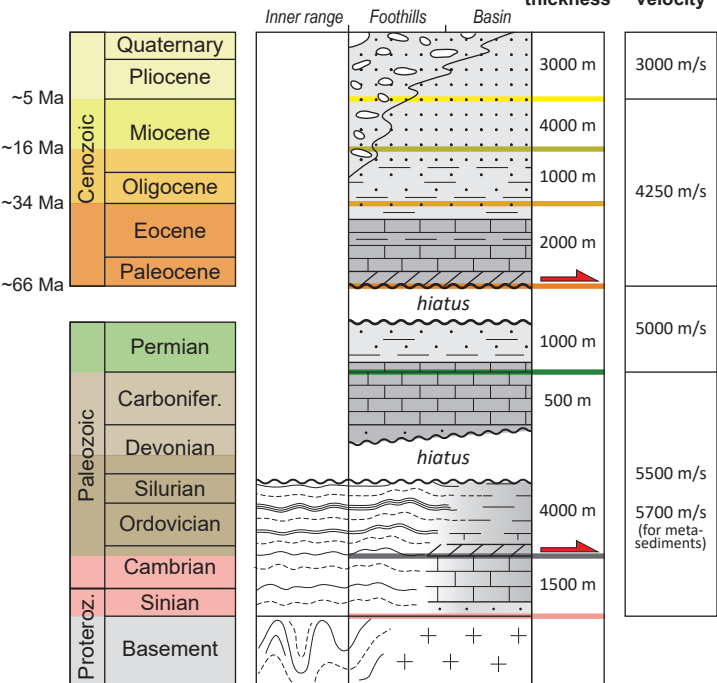 thickness
velocity
Inner range
Foothills
Basin
Quaternary
Pliocene
3000 m
3000 m/s
~5 Ma
Cenozoic
Miocene
4000 m
~16 Ma
Oligocene
1000 m
4250 m/s
~34 Ma
Eocene
2000 m
Paleocene
~66 Ma
hiatus
Permian
1000 m
5000 m/s
Paleozoic
Carbonifer.
500 m
Devonian
hiatus
Silurian
5500 m/s
Ordovician
4000 m
5700 m/s
(for meta-
sediments)
Cambrian
1500 m
Proteroz.
Sinian
Basement